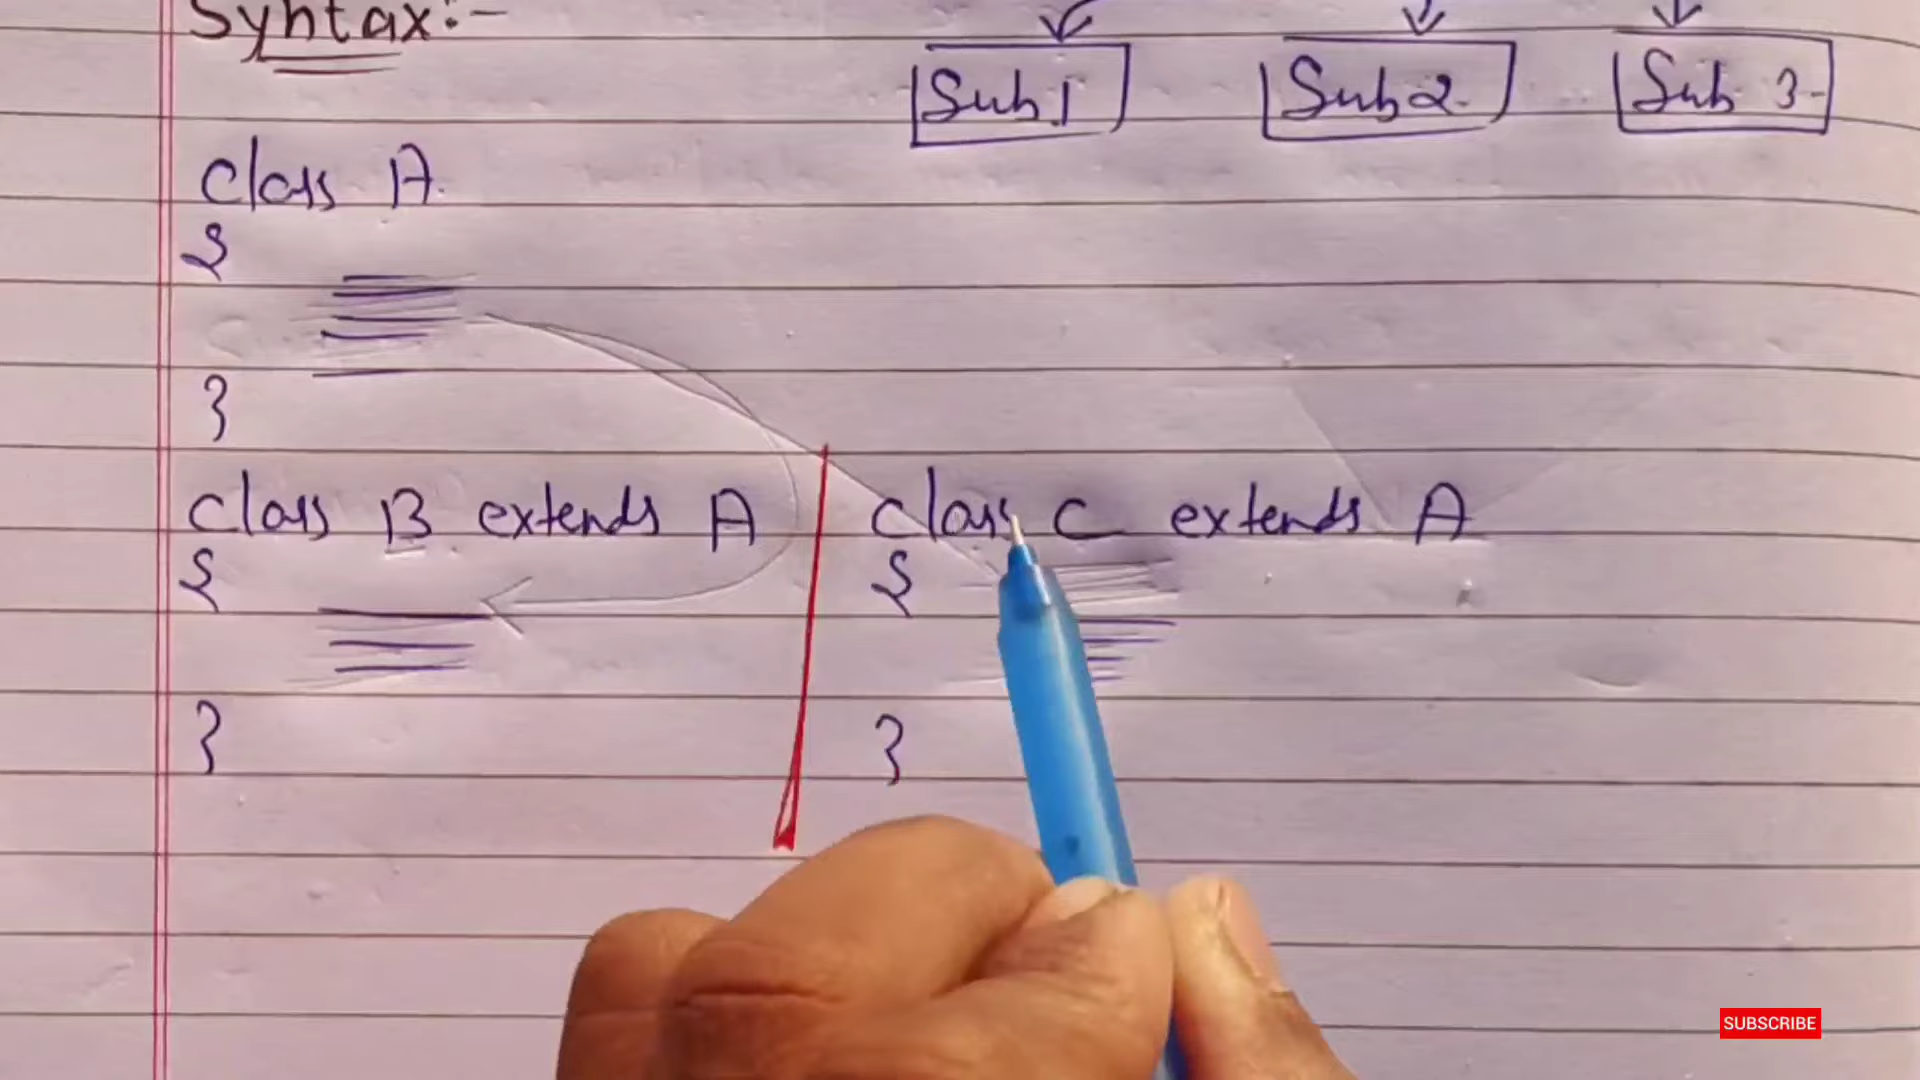 Syntax:-
Sub 1 Sub 2 Sub 3
class A
{
}
class B extends A class C extends A
{ {
} }
SUBSCRIBE